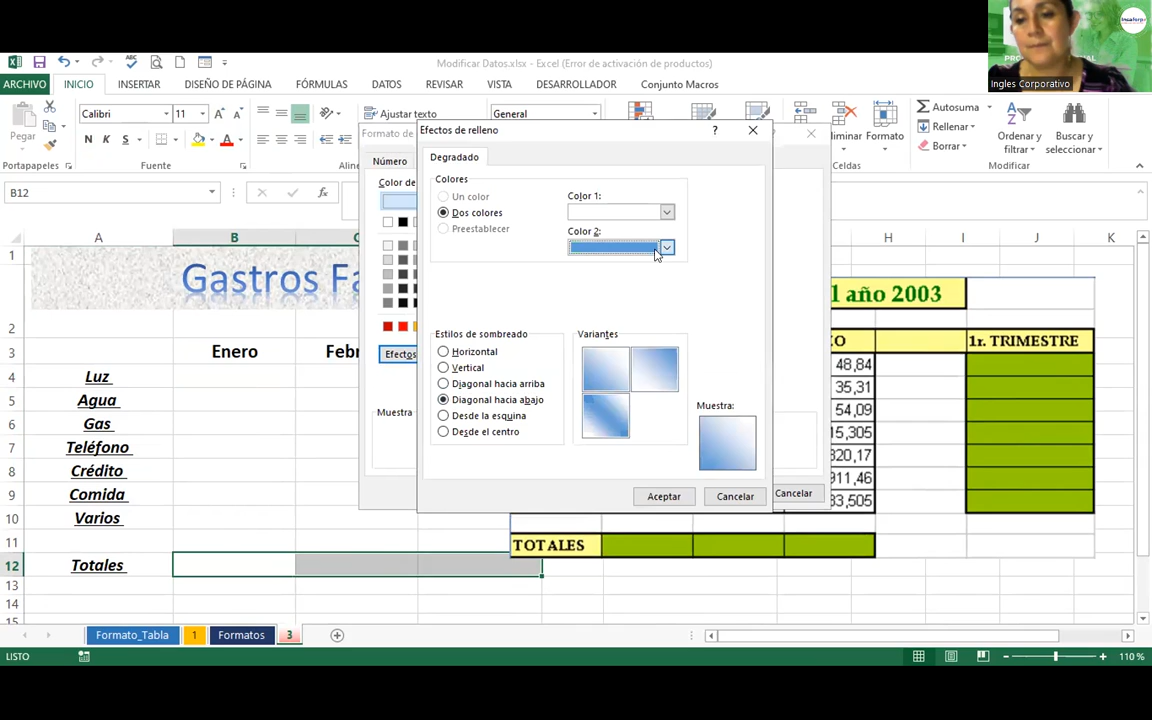 Modificar Datos.xlsx - Excel (Error de activación de productos)
Ingles Corporativo
ARCHIVO INICIO INSERTAR DISEÑO DE PÁGINA FÓRMULAS DATOS REVISAR VISTA DESARROLLADOR Conjunto Macros
Pegar
Calibri 11
Ajustar texto
General
N K S
Eliminar
Formato
Autosuma
Rellenar
Borrar
Ordenar y filtrar
Buscar y seleccionar
Portapapeles Fuente Celdas Modificar
B12
Formato de
Número
Color de
Efectos
Muestra
Cancelar
Efectos de relleno
Degradado
Colores
Un color
Dos colores
Preestablecer
Color 1:
Color 2:
Estilos de sombreado
Horizontal
Vertical
Diagonal hacia arriba
Diagonal hacia abajo
Desde la esquina
Desde el centro
Variantes
Muestra:
Aceptar Cancelar
A B C H I J K
1 Gastros Fa
2
3 Enero Febr
4 Luz
5 Agua
6 Gas
7 Teléfono
8 Crédito
9 Comida
10 Varios
11
12 Totales
13
14
15
l año 2003
O 1r. TRIMESTRE
48,84
35,31
54,09
15,305
320,17
911,46
33,505
TOTALES
Formato_Tabla 1 Formatos 3
LISTO 110 %